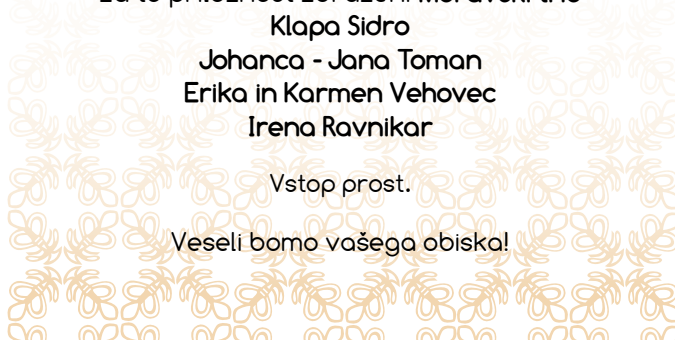 Klapa Sidro
Johanca - Jana Toman
Erika in Karmen Vehovec
Irena Ravnikar
Vstop prost.
Veseli bomo vašega obiska!